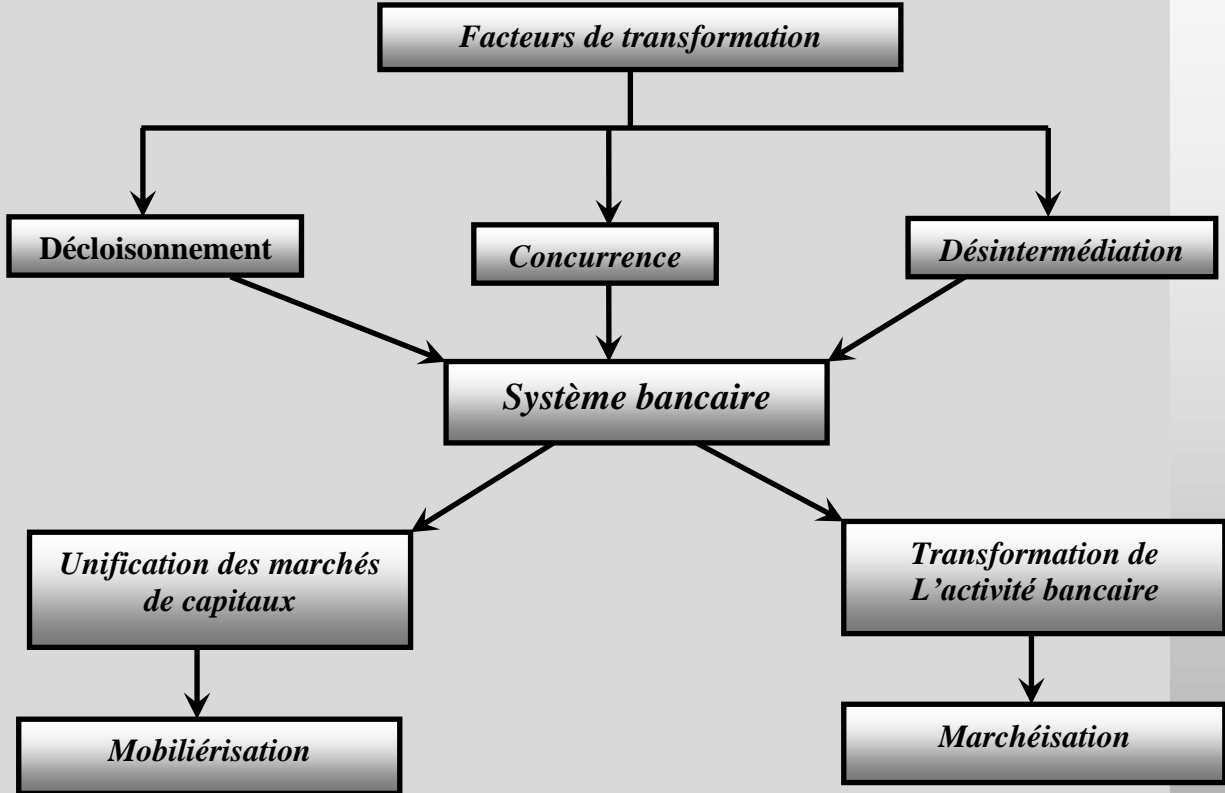 Facteurs de transformation
Décloisonnement
Concurrence
Désintermédiation
Système bancaire
Unification des marchés
de capitaux
Transformation de
L'activité bancaire
Mobiliérisation
Marchéisation